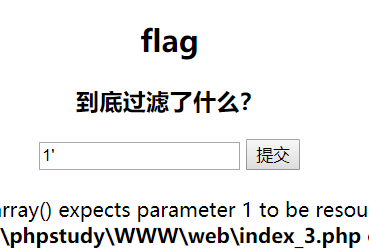 flag
到底过滤了什么？
1'
提交
array() expects parameter 1 to be resou
\phpstudy\WWW\web\index_3.php